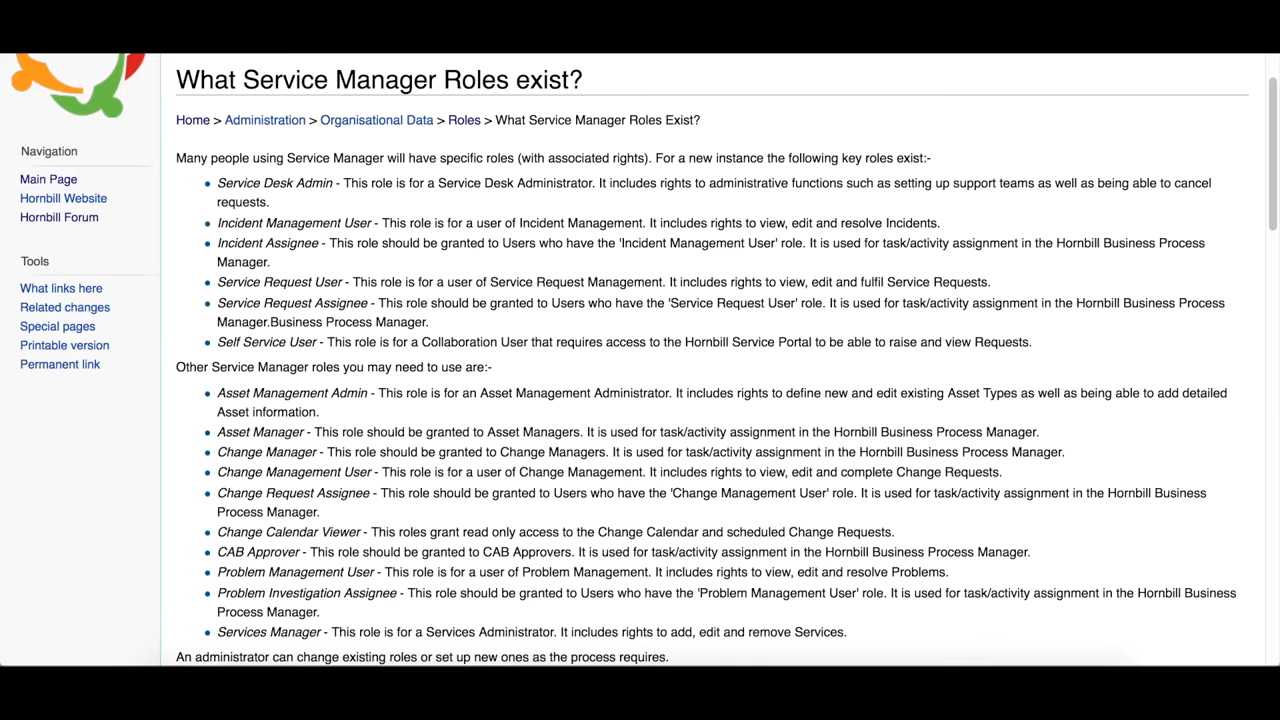 What Service Manager Roles exist?
Home > Administration > Organisational Data > Roles > What Service Manager Roles Exist?
Navigation
Main Page
Hornbill Website
Hornbill Forum
Tools
What links here
Related changes
Special pages
Printable version
Permanent link
Many people using Service Manager will have specific roles (with associated rights). For a new instance the following key roles exist:-
Service Desk Admin - This role is for a Service Desk Administrator. It includes rights to administrative functions such as setting up support teams as well as being able to cancel
requests.
Incident Management User - This role is for a user of Incident Management. It includes rights to view, edit and resolve Incidents.
Incident Assignee - This role should be granted to Users who have the 'Incident Management User' role. It is used for task/activity assignment in the Hornbill Business Process
Manager.
Service Request User - This role is for a user of Service Request Management. It includes rights to view, edit and fulfil Service Requests.
Service Request Assignee - This role should be granted to Users who have the 'Service Request User' role. It is used for task/activity assignment in the Hornbill Business Process
Manager.Business Process Manager.
Self Service User - This role is for a Collaboration User that requires access to the Hornbill Service Portal to be able to raise and view Requests.
Other Service Manager roles you may need to use are:-
Asset Management Admin - This role is for an Asset Management Administrator. It includes rights to define new and edit existing Asset Types as well as being able to add detailed
Asset information.
Asset Manager - This role should be granted to Asset Managers. It is used for task/activity assignment in the Hornbill Business Process Manager.
Change Manager - This role should be granted to Change Managers. It is used for task/activity assignment in the Hornbill Business Process Manager.
Change Management User - This role is for a user of Change Management. It includes rights to view, edit and complete Change Requests.
Change Request Assignee - This role should be granted to Users who have the 'Change Management User' role. It is used for task/activity assignment in the Hornbill Business
Process Manager.
Change Calendar Viewer - This roles grant read only access to the Change Calendar and scheduled Change Requests.
CAB Approver - This role should be granted to CAB Approvers. It is used for task/activity assignment in the Hornbill Business Process Manager.
Problem Management User - This role is for a user of Problem Management. It includes rights to view, edit and resolve Problems.
Problem Investigation Assignee - This role should be granted to Users who have the 'Problem Management User' role. It is used for task/activity assignment in the Hornbill Business
Process Manager.
Services Manager - This role is for a Services Administrator. It includes rights to add, edit and remove Services.
An administrator can change existing roles or set up new ones as the process requires.